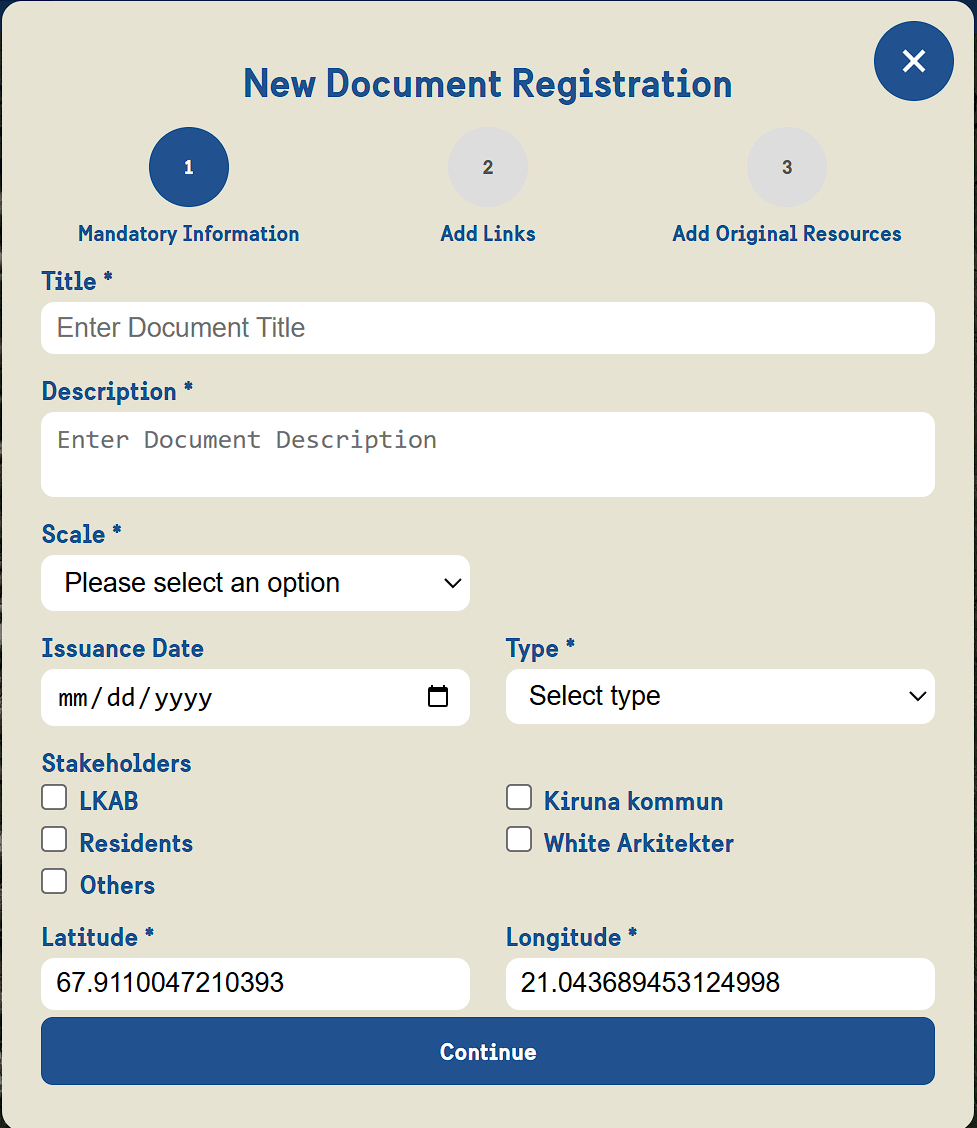 New Document Registration
1
2
3
Mandatory Information
Add Links
Add Original Resources
Title *
Enter Document Title
Description *
Enter Document Description
Scale *
Please select an option
Issuance Date
Type *
mm/dd/yyyy
Select type
Stakeholders
LKAB
Kiruna kommun
Residents
White Arkitekter
Others
Latitude *
Longitude *
67.9110047210393
21.043689453124998
Continue